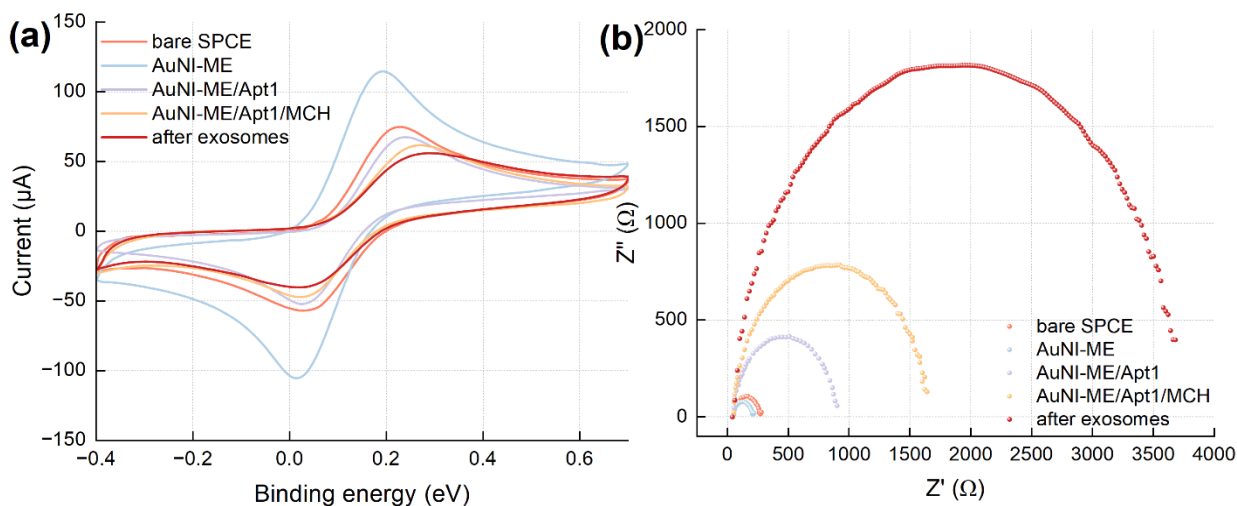 (a)
150
100
50
0
−50
−100
−150
Current (µA)
bare SPCE
AuNI-ME
AuNI-ME/Apt1
AuNI-ME/Apt1/MCH
after exosomes
−0.4 −0.2 0.0 0.2 0.4 0.6
Binding energy (eV)
(b)
2000
1500
1000
500
0
Z'' (Ω)
bare SPCE
AuNI-ME
AuNI-ME/Apt1
AuNI-ME/Apt1/MCH
after exosomes
0 500 1000 1500 2000 2500 3000 3500 4000
Z' (Ω)